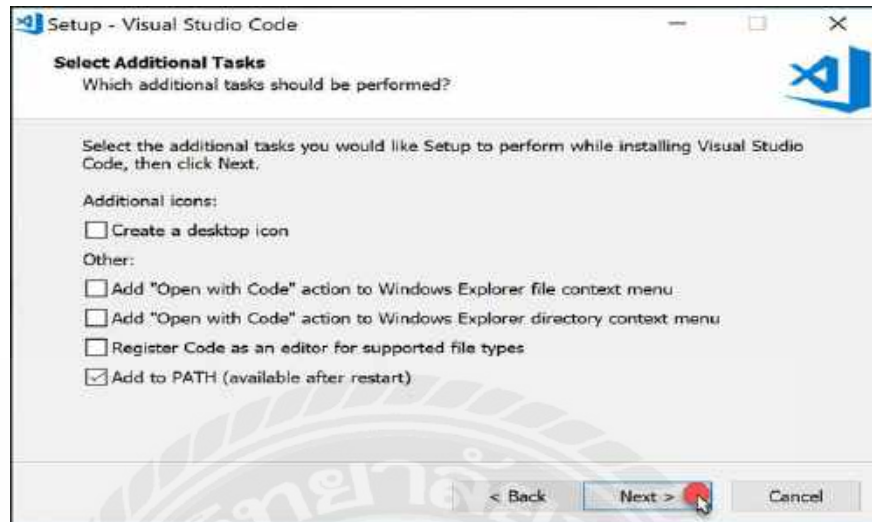 Setup - Visual Studio Code
Select Additional Tasks
Which additional tasks should be performed?
Select the additional tasks you would like Setup to perform while installing Visual Studio
Code, then click Next.
Additional icons:
Create a desktop icon
Other:
Add "Open with Code" action to Windows Explorer file context menu
Add "Open with Code" action to Windows Explorer directory context menu
Register Code as an editor for supported file types
Add to PATH (available after restart)
< Back
Next >
Cancel